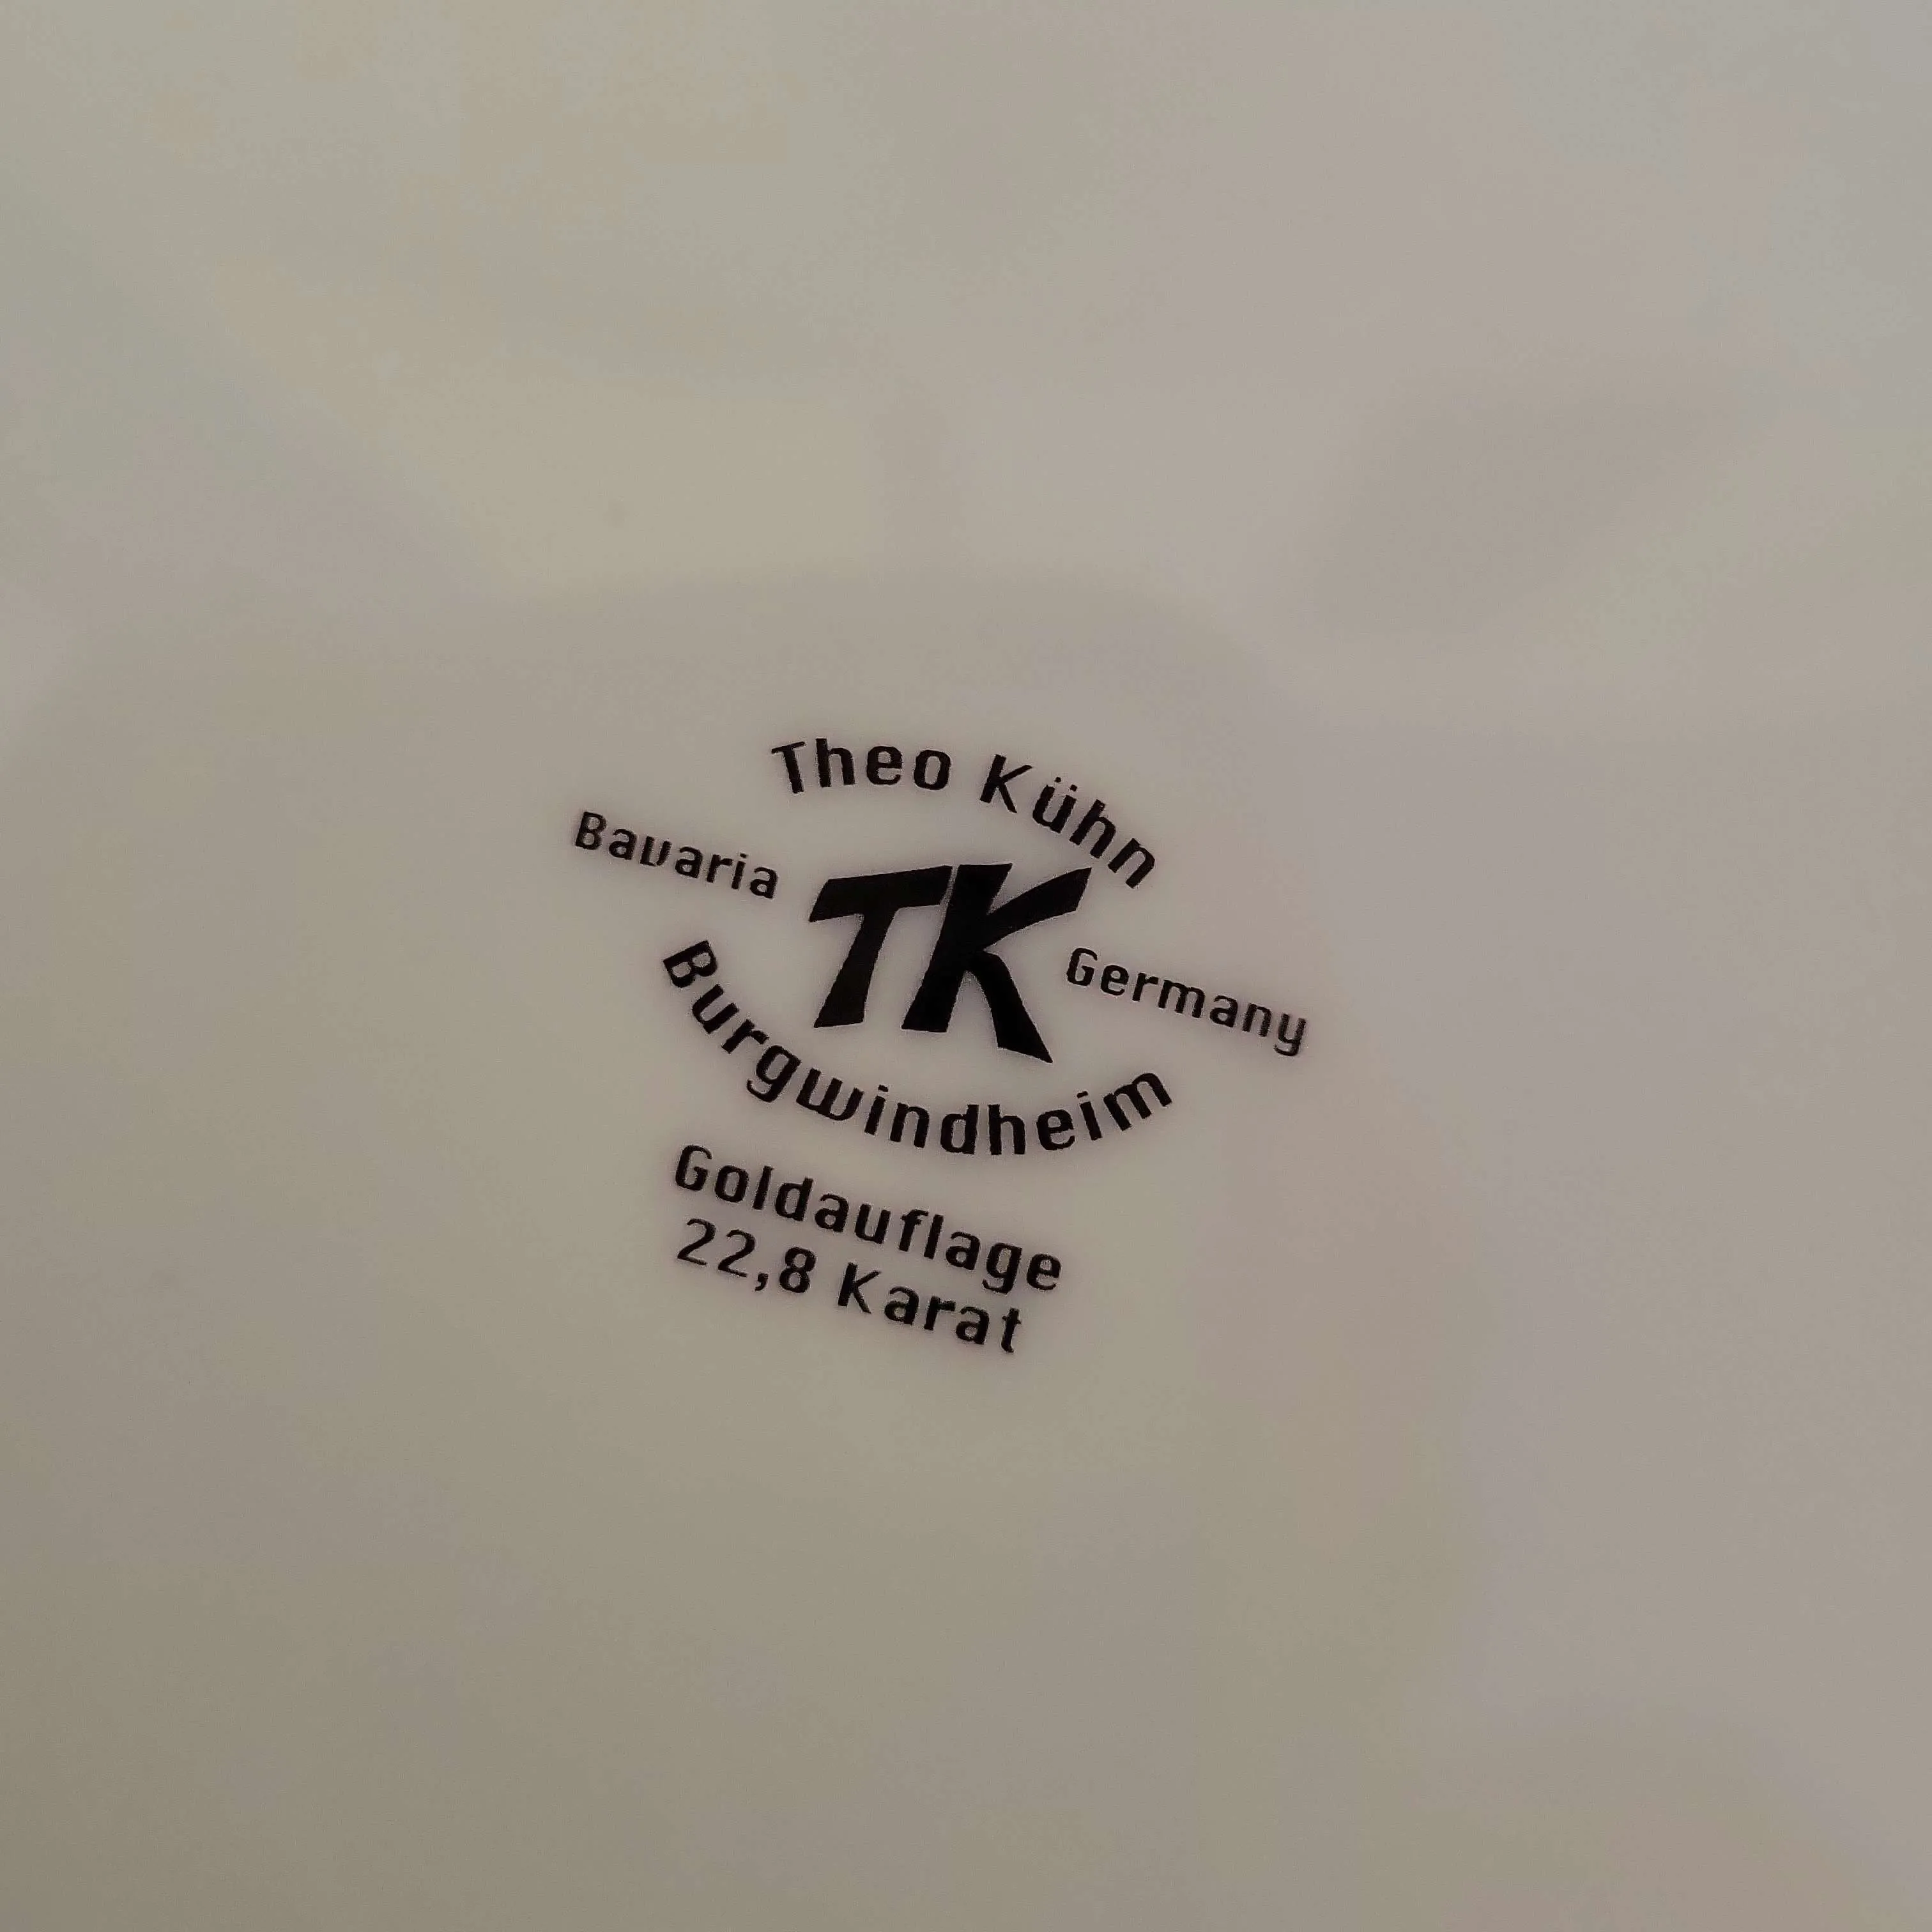 Theo Kühn
Bavaria TK Germany
Burgwindheim
Goldauflage
22,8 Karat